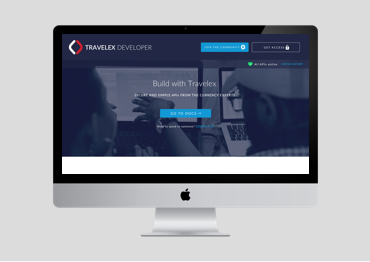 TRAVELEX DEVELOPER
JOIN THE COMMUNITY
GET ACCESS
All APIs online
Build with Travelex
SECURE AND SIMPLE APIs FROM THE CURRENCY EXPERTS
GO TO DOCS →